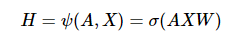 H = ψ(A, X) = σ(AXW)